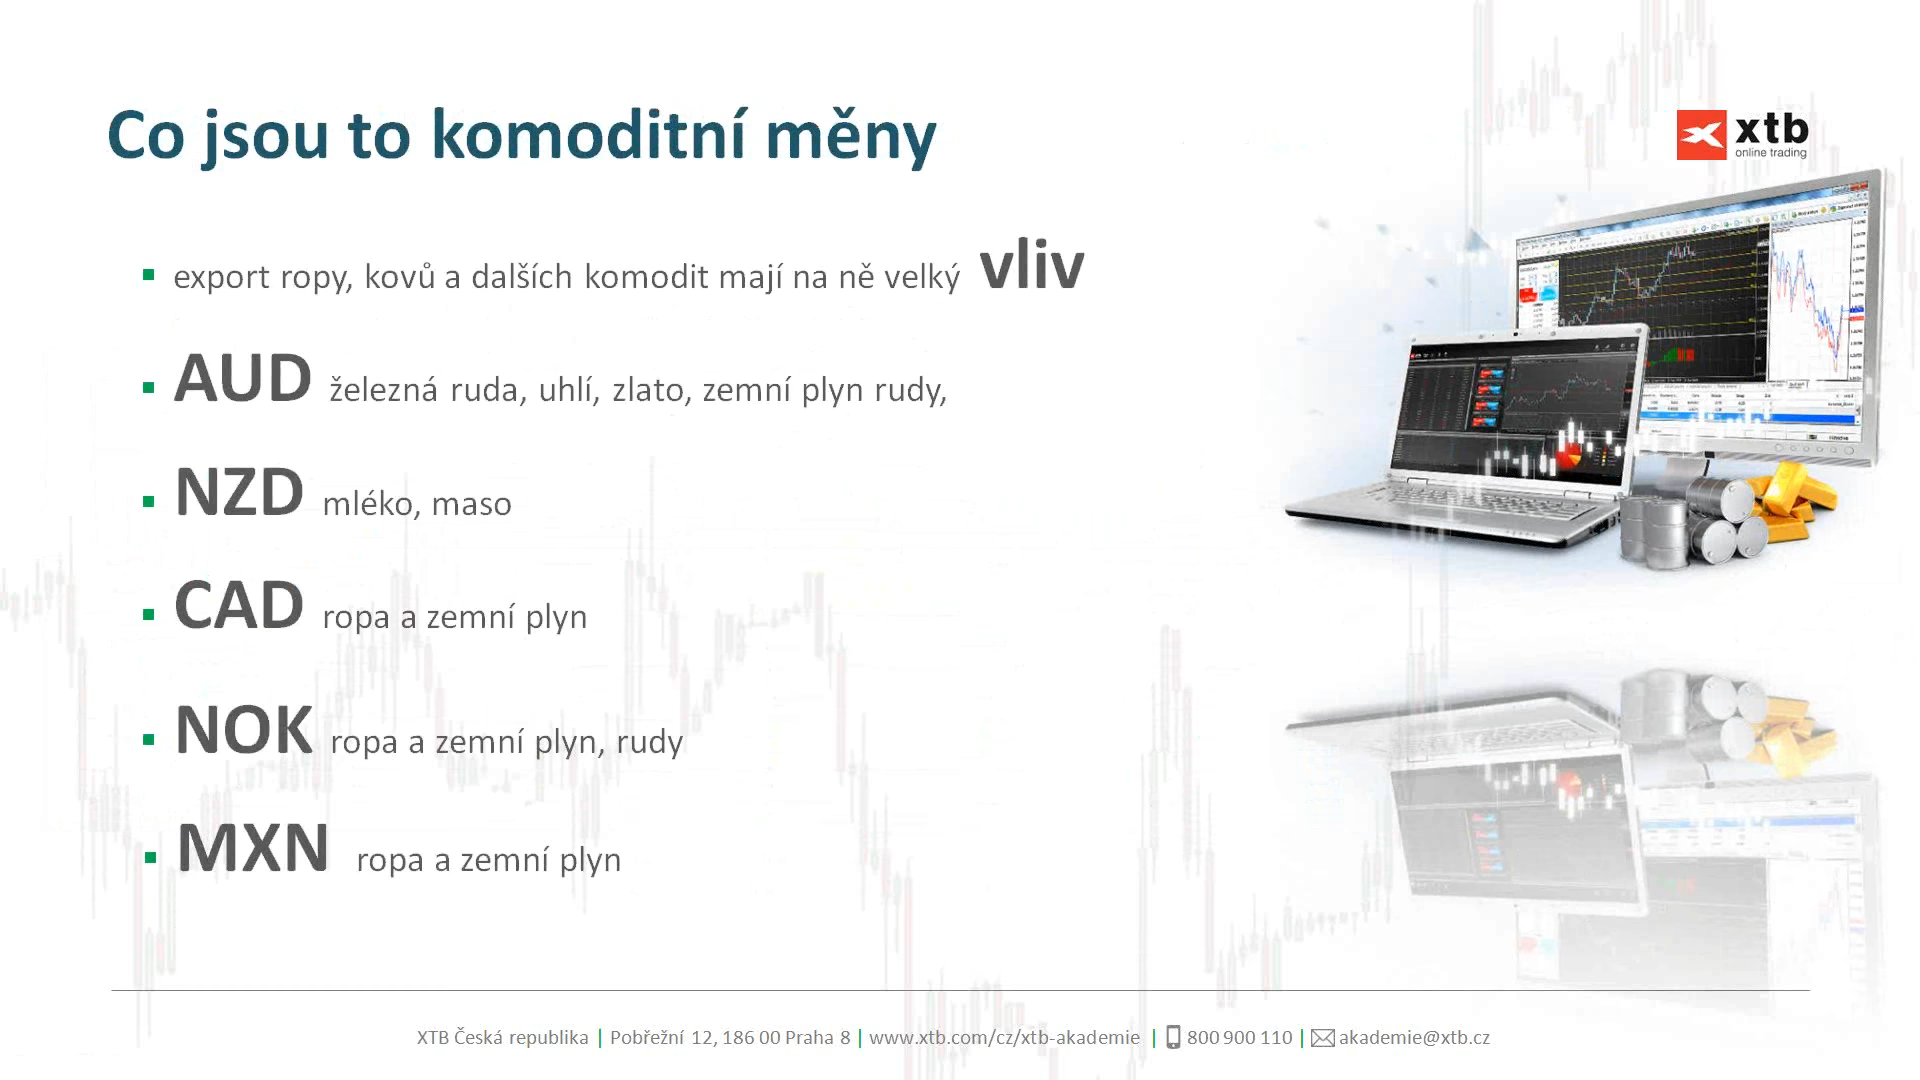 Co jsou to komoditní měny
xtb
online trading
export ropy, kovů a dalších komodit mají na ně velký vliv
AUD železná ruda, uhlí, zlato, zemní plyn rudy,
NZD mléko, maso
CAD ropa a zemní plyn
NOK ropa a zemní plyn, rudy
MXN ropa a zemní plyn
XTB Česká republika | Pobřežní 12, 186 00 Praha 8 | www.xtb.com/cz/xtb-akademie | 800 900 110 | akademie@xtb.cz